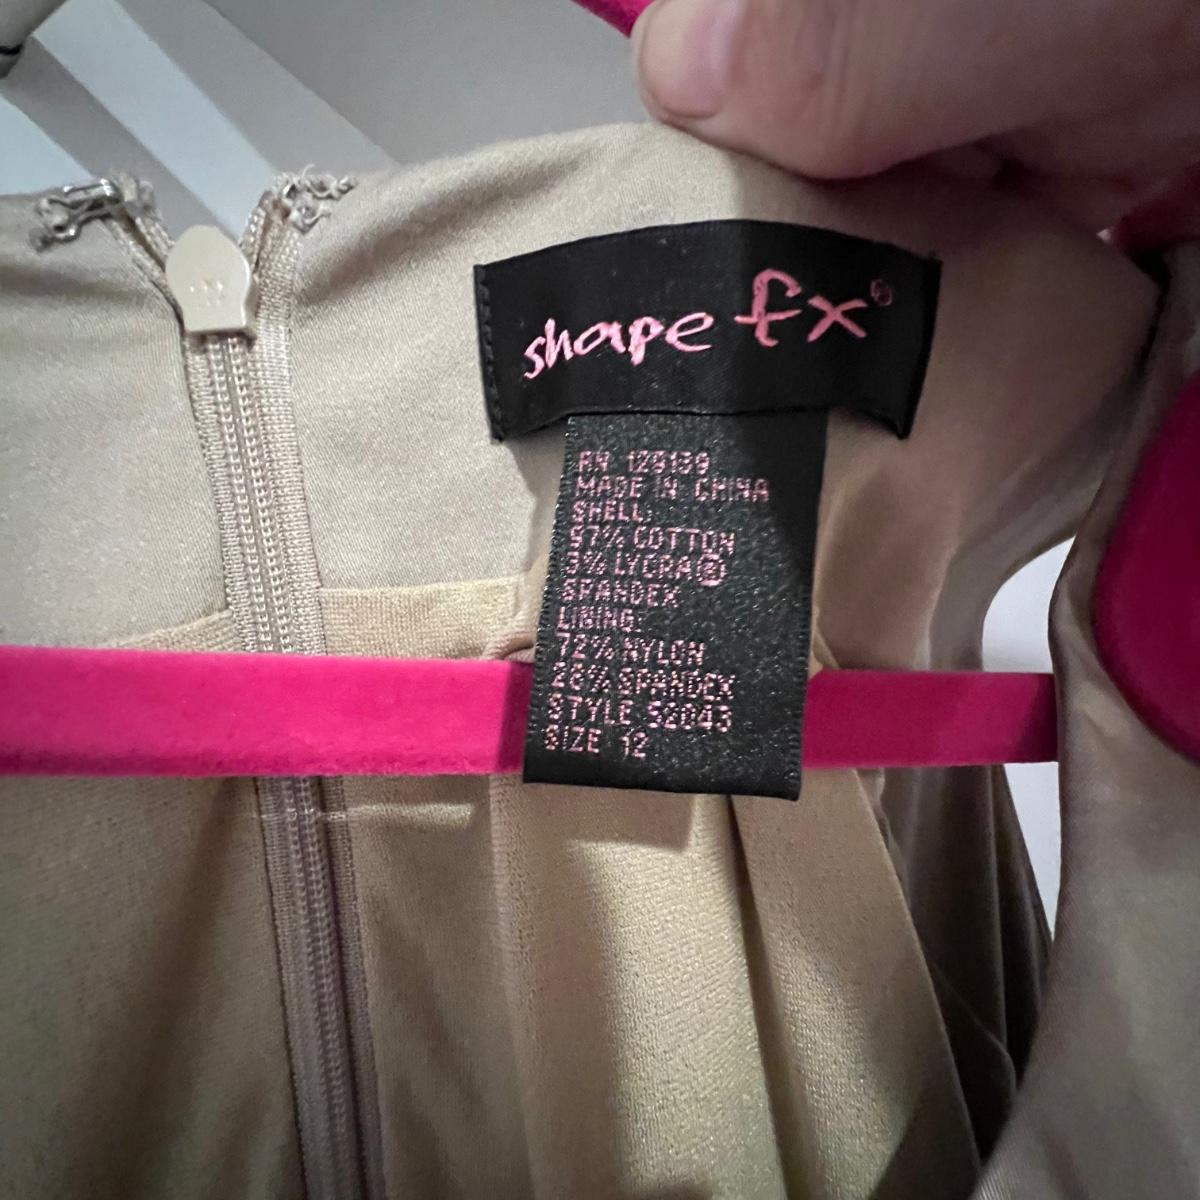 shape fx®
RN 129139
MADE IN CHINA
SHELL:
97% COTTON
3% LYCRA®
SPANDEX
LINING:
72% NYLON
28% SPANDEX
STYLE 52043
SIZE 12